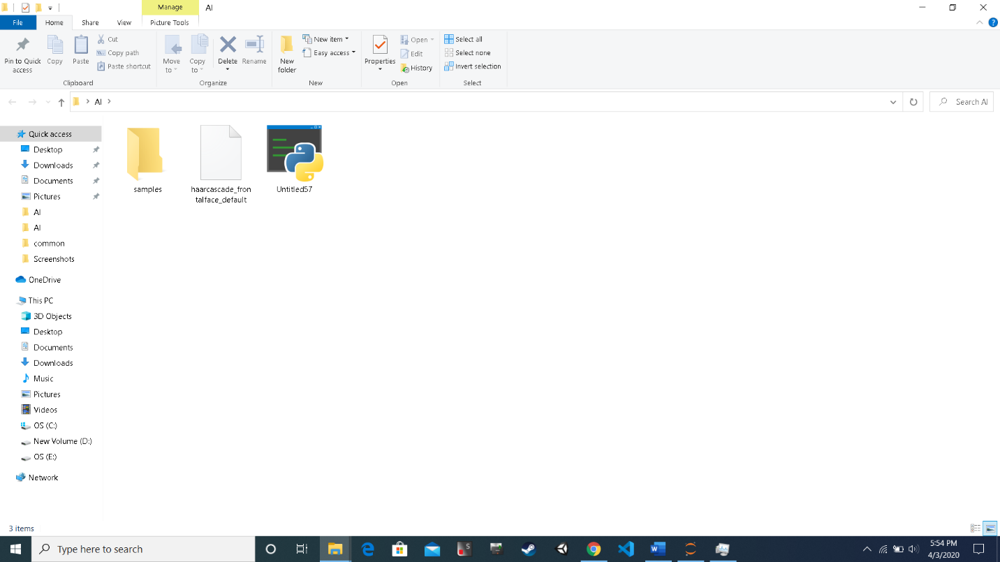 Manage
AI
File
Home
Share
View
Picture Tools
Pin to Quick access
Copy
Paste
Cut
Copy path
Paste shortcut
Clipboard
Move to
Copy to
Delete
Rename
Organize
New folder
New item
Easy access
New
Properties
Open
Edit
History
Open
Select all
Select none
Invert selection
Select
AI
Search AI
Quick access
Desktop
Downloads
Documents
Pictures
AI
AI
common
Screenshots
OneDrive
This PC
3D Objects
Desktop
Documents
Downloads
Music
Pictures
Videos
OS (C:)
New Volume (D:)
OS (E:)
Network
samples
haarcascade_fron
talface_default
Untitled57
3 items
Type here to search
5:54 PM
4/3/2020